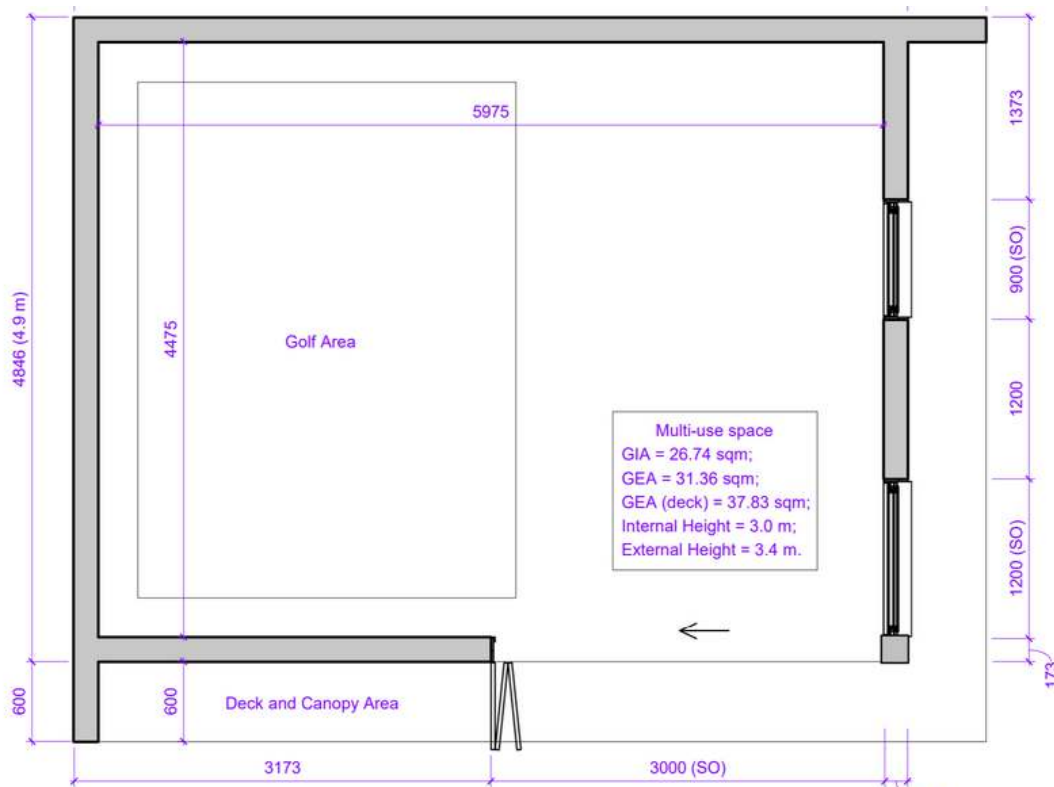 5975
1373
900 (SO)
4846 (4.9 m)
4475
Golf Area
1200
Multi-use space
GIA = 26.74 sqm;
GEA = 31.36 sqm;
GEA (deck) = 37.83 sqm;
Internal Height = 3.0 m;
External Height = 3.4 m.
1200 (SO)
173
600
600
Deck and Canopy Area
3173
3000 (SO)